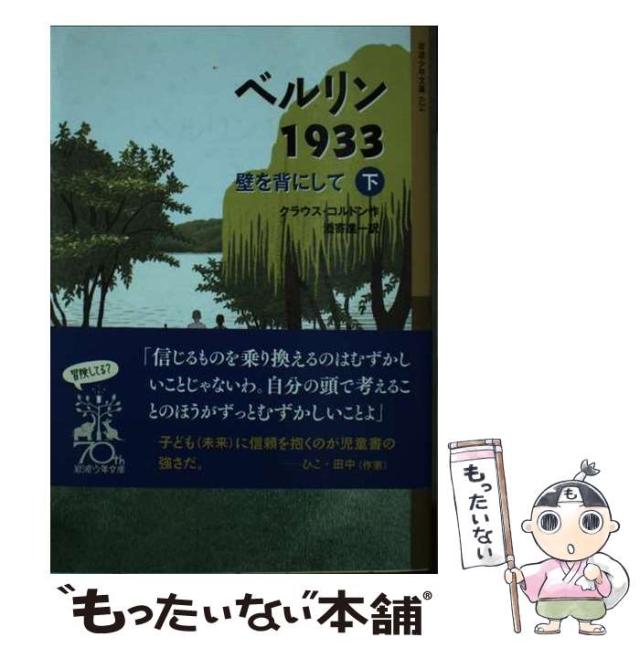 岩波少年文庫
ベルリン
1933
壁を背にして 下
クラウス・コルドン作
酒寄進一訳
冒険してる?
70th
岩波少年文庫
「信じるものを乗り換えるのはむずかし
いことじゃないわ。自分の頭で考えるこ
とのほうがずっとむずかしいことよ」
子ども(未来)に信頼を抱くのが児童書の
強さだ。
──ひこ・田中(作家)
も
もったいない
"もったいない"本舗®